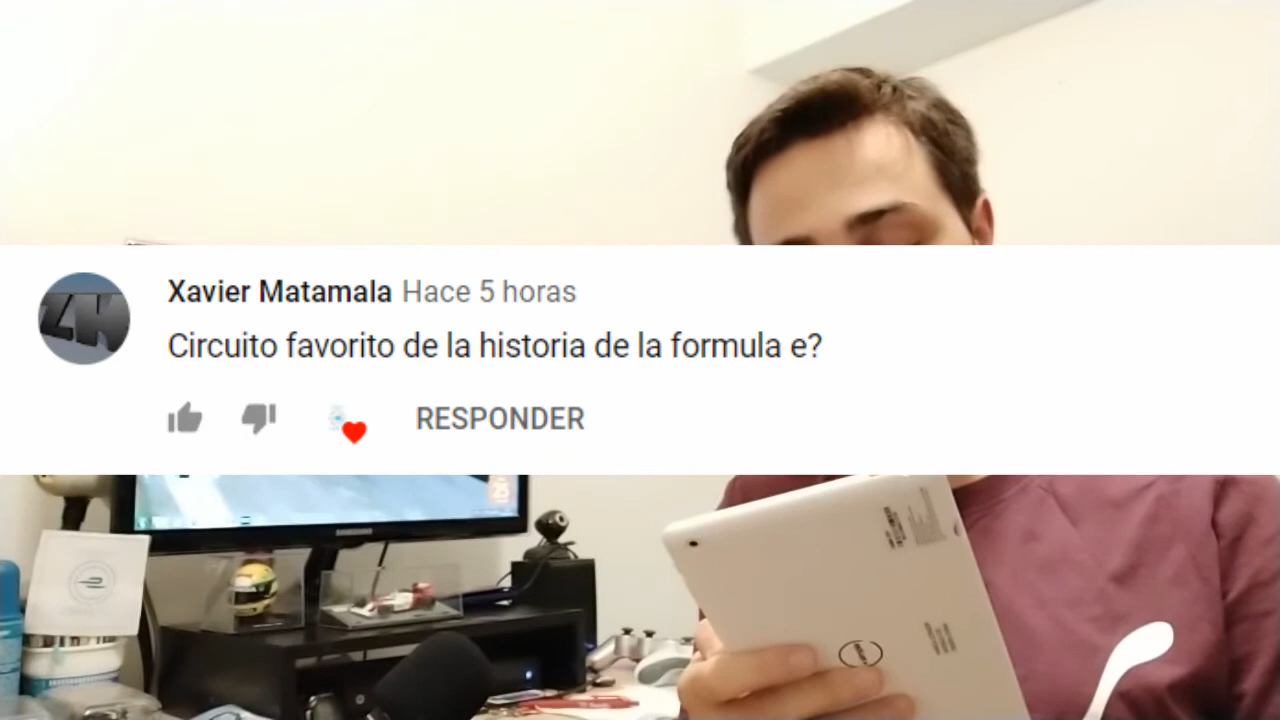 Xavier Matamala Hace 5 horas
Circuito favorito de la historia de la formula e?
RESPONDER